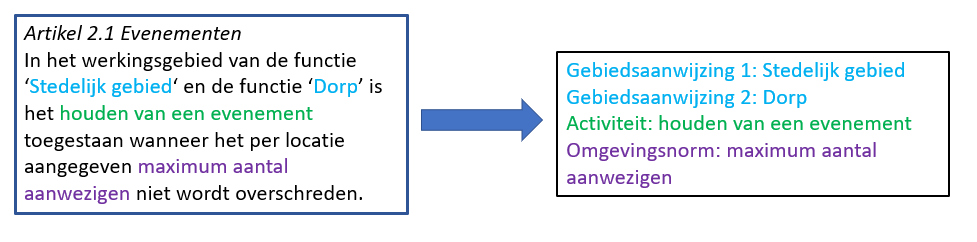 Artikel 2.1 Evenementen
In het werkingsgebied van de functie
‘Stedelijk gebied‘ en de functie ‘Dorp’ is
het houden van een evenement
toegestaan wanneer het per locatie
aangegeven maximum aantal
aanwezigen niet wordt overschreden.
Gebiedsaanwijzing 1: Stedelijk gebied
Gebiedsaanwijzing 2: Dorp
Activiteit: houden van een evenement
Omgevingsnorm: maximum aantal
aanwezigen